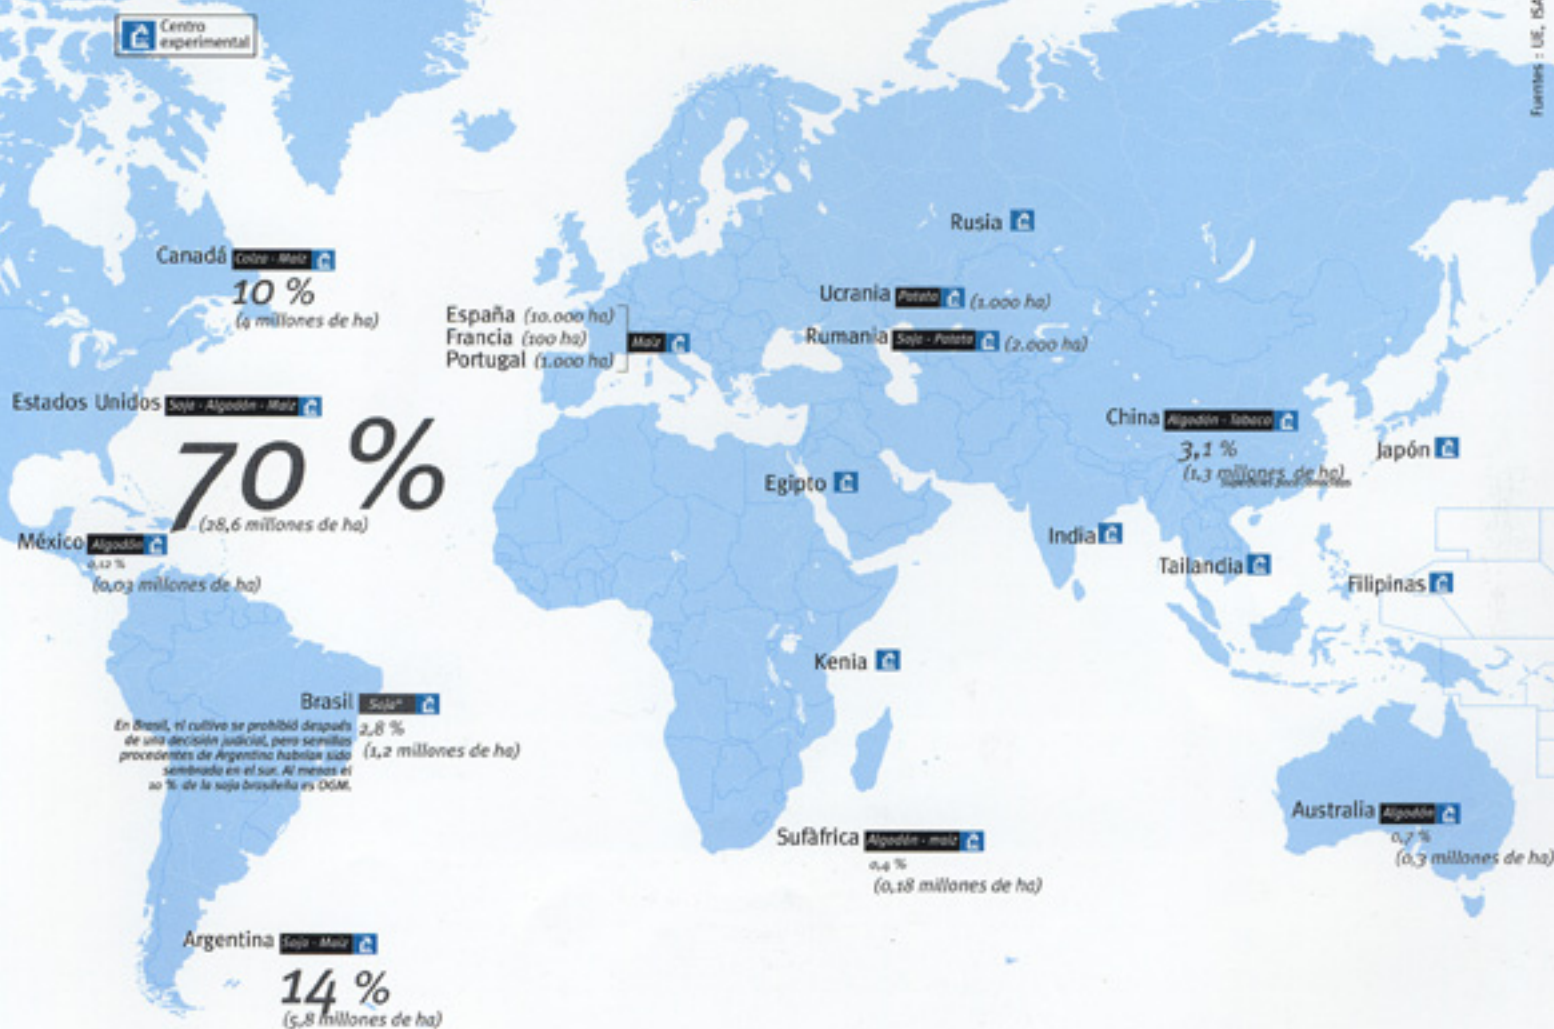 Centro
experimental
Fuentes : UE, ISA
Canadá Colza - Maíz
10 %
(4 millones de ha)
Estados Unidos Soja - Algodón - Maíz
70 %
(28,6 millones de ha)
México Algodón
0,12 %
(0,03 millones de ha)
España (10.000 ha)
Francia (100 ha)
Portugal (1.000 ha)
Maíz
Rusia
Ucrania Patata (1.000 ha)
Rumania Soja - Patata (2.000 ha)
China Algodón - Tabaco
3,1 %
(1,3 millones de ha)
Japón
Egipto
India
Tailandia
Filipinas
Kenia
Brasil Soja*
2,8 %
(1,2 millones de ha)
En Brasil, el cultivo se prohibió después
de una decisión judicial, pero semillas
procedentes de Argentina habrían sido
sembrado en el sur. Al menos el
10 % de la soja brasileña es OGM.
Sufàfrica Algodón - maíz
0,4 %
(0,18 millones de ha)
Australia Algodón
0,7 %
(0,3 millones de ha)
Argentina Soja - Maíz
14 %
(5,8 millones de ha)